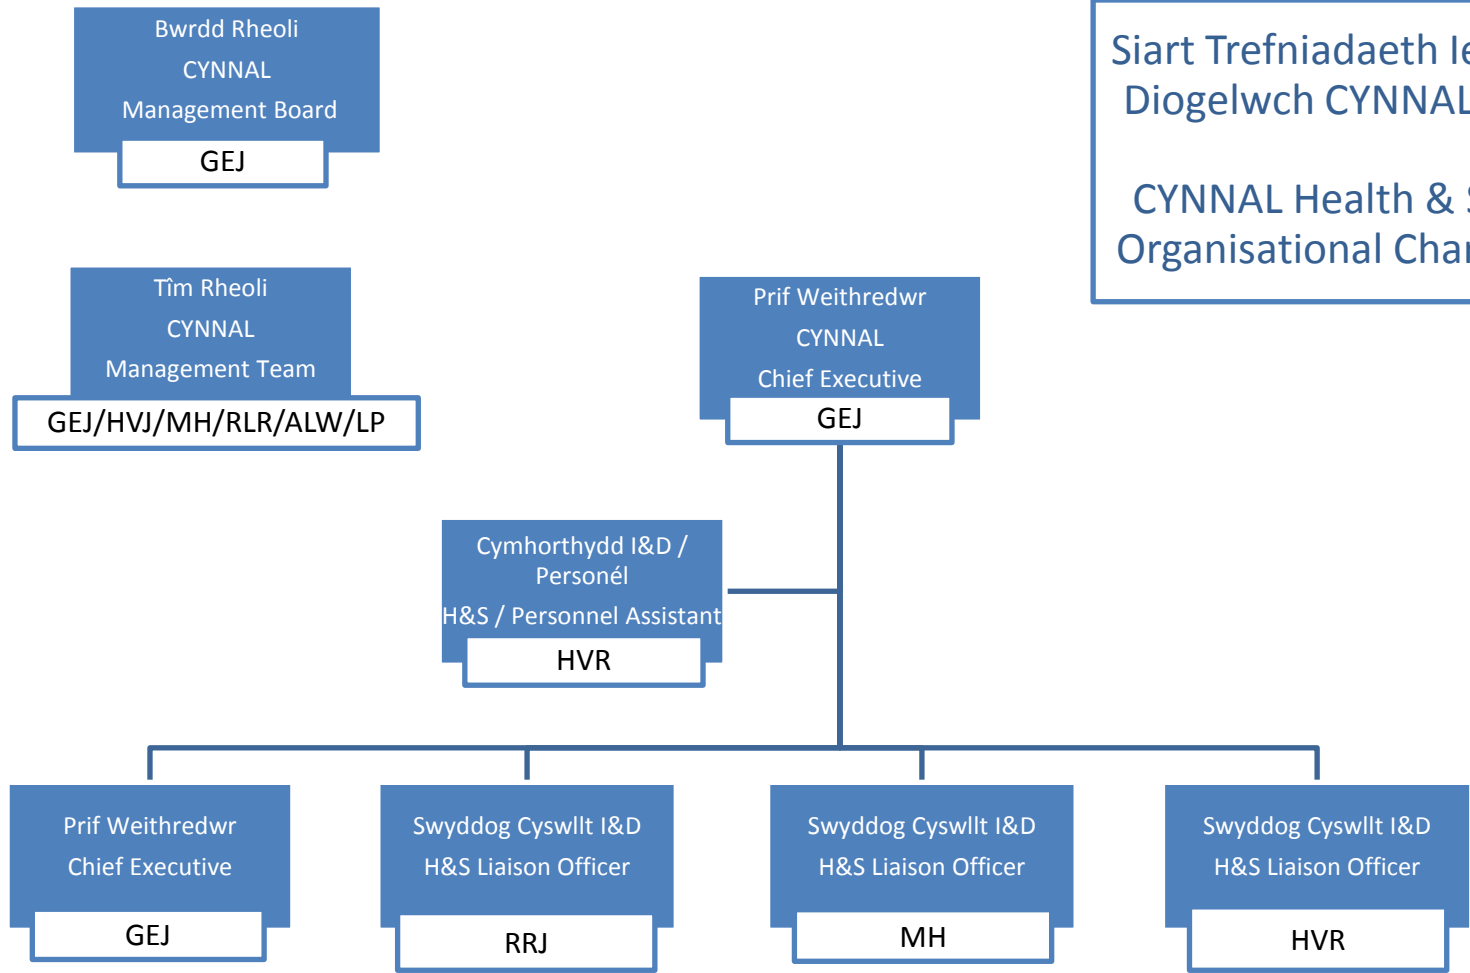 Bwrdd Rheoli
CYNNAL
Management Board
GEJ
Siart Trefniadaeth
Diogelwch CYNNAL
CYNNAL Health &
Organisational
Tîm Rheoli
CYNNAL
Management Team
GEJ/HVJ/MH/RLR/ALW/LP
Prif Weithredwr
CYNNAL
Chief Executive
GEJ
Cymhorthydd I&D /
Personél
H&S / Personnel Assistant
HVR
Prif Weithredwr
Chief Executive
GEJ
Swyddog Cyswllt I&D
H&S Liaison Officer
RRJ
Swyddog Cyswllt I&D
H&S Liaison Officer
MH
Swyddog Cyswllt I&D
H&S Liaison Officer
HVR